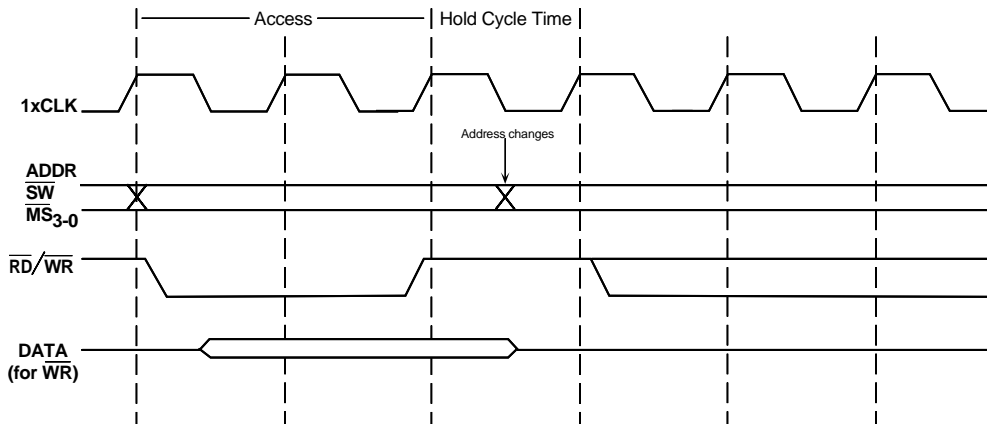 Access
Hold Cycle Time
1xCLK
Address changes
ADDR
SW
MS3-0
RD/WR
DATA
(for WR)